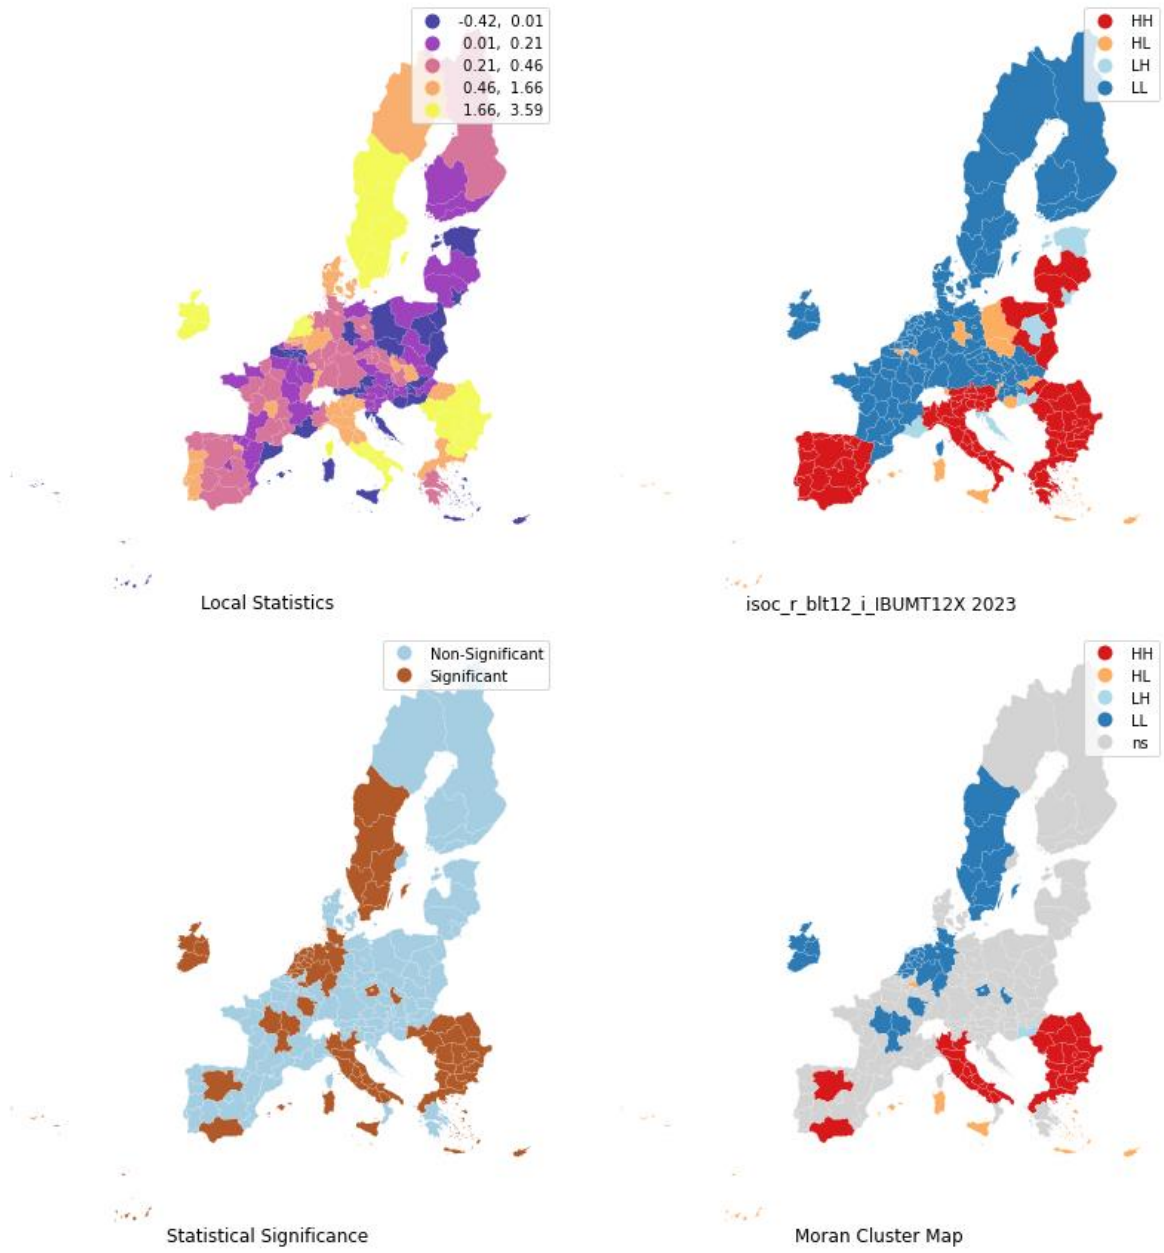 -0.42, 0.01
0.01, 0.21
0.21, 0.46
0.46, 1.66
1.66, 3.59
Local Statistics
HH
HL
LH
LL
isoc_r_blt12_i_IBUMT12X 2023
Non-Significant
Significant
Statistical Significance
HH
HL
LH
LL
ns
Moran Cluster Map